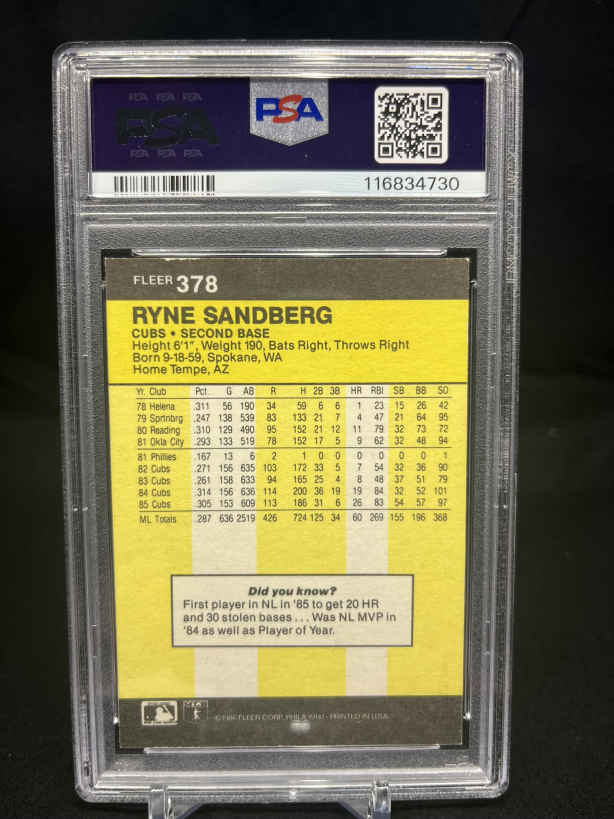 PSA PSA PSA
PSA
PSA PSA PSA
PSA
116834730
FLEER 378
RYNE SANDBERG
CUBS • SECOND BASE
Height 6'1", Weight 190, Bats Right, Throws Right
Born 9-18-59, Spokane, WA
Home Tempe, AZ
Yr. Club Pct. G AB R H 2B 3B HR RBI SB BB SO
78 Helena .311 56 190 34 59 6 6 1 23 15 26 42
79 Sprtnbrg .247 138 539 83 133 21 7 4 47 21 64 95
80 Reading .310 129 490 95 152 21 12 11 79 32 73 72
81 Okla City .293 133 519 78 152 17 5 9 62 32 48 94
81 Phillies .167 13 6 2 1 0 0 0 0 0 0 1
82 Cubs .271 156 635 103 172 33 5 7 54 32 36 90
83 Cubs .261 158 633 94 165 25 4 8 48 37 51 79
84 Cubs .314 156 636 114 200 36 19 19 84 32 52 101
85 Cubs .305 153 609 113 186 31 6 26 83 54 57 97
ML Totals .287 636 2519 426 724 125 34 60 269 155 196 368
Did you know?
First player in NL in '85 to get 20 HR
and 30 stolen bases . . . Was NL MVP in
'84 as well as Player of Year.
FLEER CORP. PHILA 19141 - PRINTED IN U.S.A.